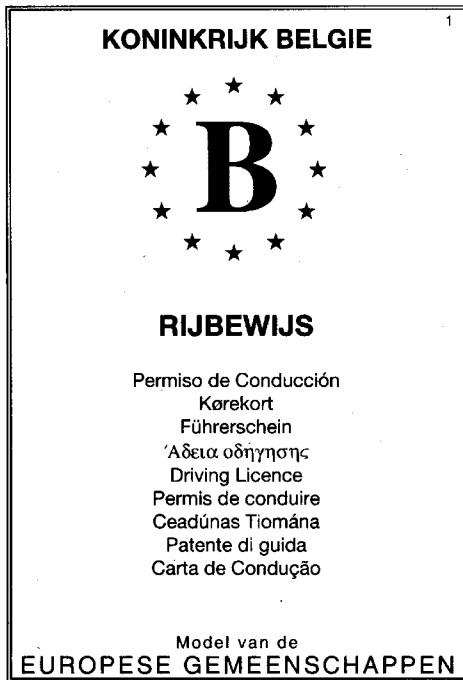 1
KONINKRIJK BELGIE
B
RIJBEWIJS
Permiso de Conducción
Kørekort
Führerschein
Άδεια οδήγησης
Driving Licence
Permis de conduire
Ceadúnas Tiomána
Patente di guida
Carta de Condução
Model van de
EUROPESE GEMEENSCHAPPEN